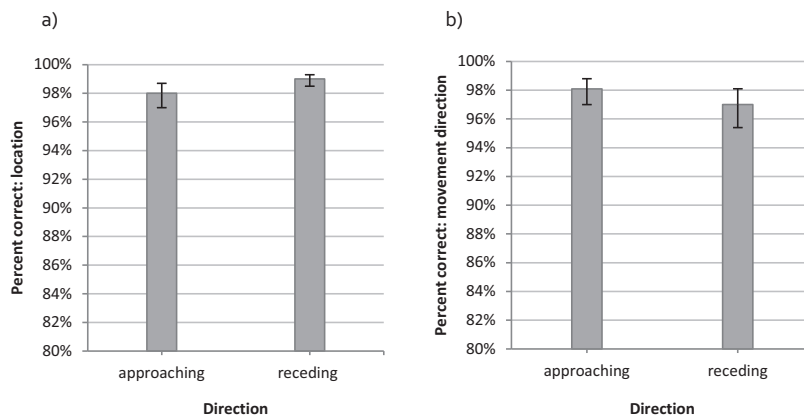 a)
100%
98%
96%
94%
92%
90%
88%
86%
84%
82%
80%
Percent correct: location
approaching receding
Direction
b)
100%
98%
96%
94%
92%
90%
88%
86%
84%
82%
80%
Percent correct: movement direction
approaching receding
Direction